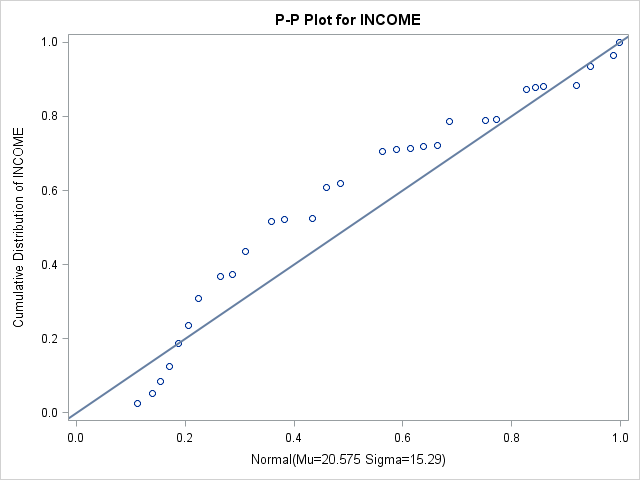 P-P Plot for INCOME
Cumulative Distribution of INCOME
1.0
0.8
0.6
0.4
0.2
0.0
0.0 0.2 0.4 0.6 0.8 1.0
Normal(Mu=20.575 Sigma=15.29)